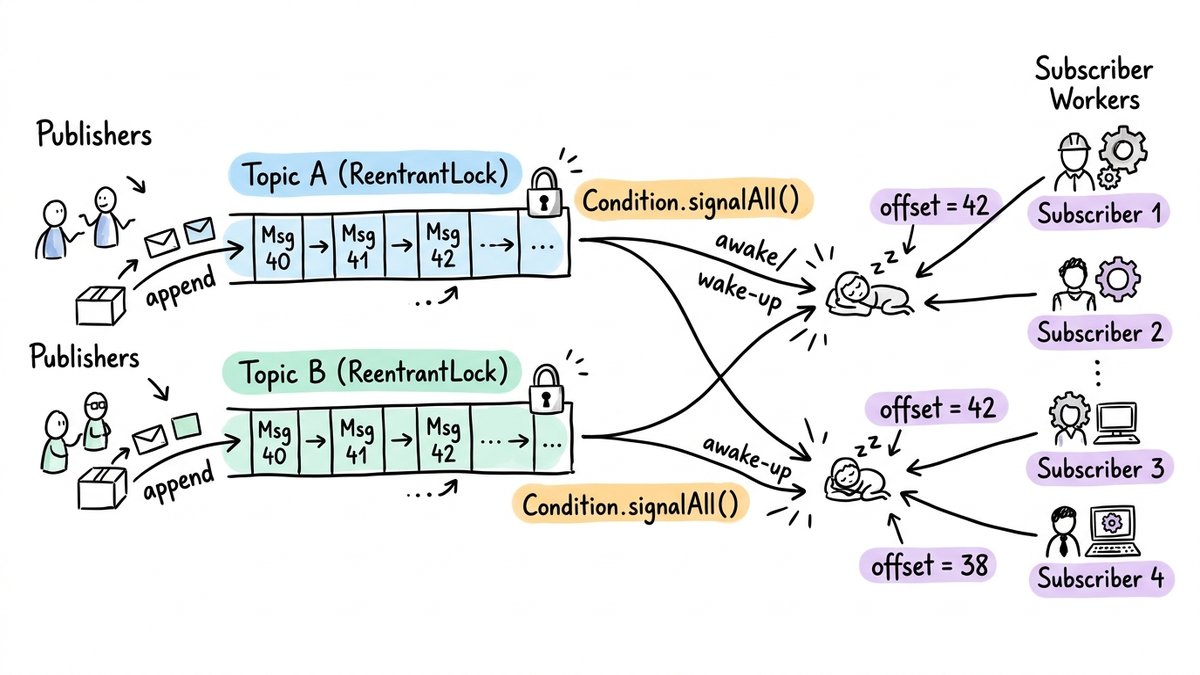 Publishers
append
Topic A (ReentrantLock)
Msg
40
Msg
41
Msg
42
...
Condition.signalAll()
awake/
wake-up
Publishers
append
Topic B (ReentrantLock)
Msg
40
Msg
41
Msg
42
...
...
Condition.signalAll()
awake-up
offset = 42
zzz
offset = 42
zzz
offset = 38
Subscriber
Workers
Subscriber 1
Subscriber 2
Subscriber 3
Subscriber 4